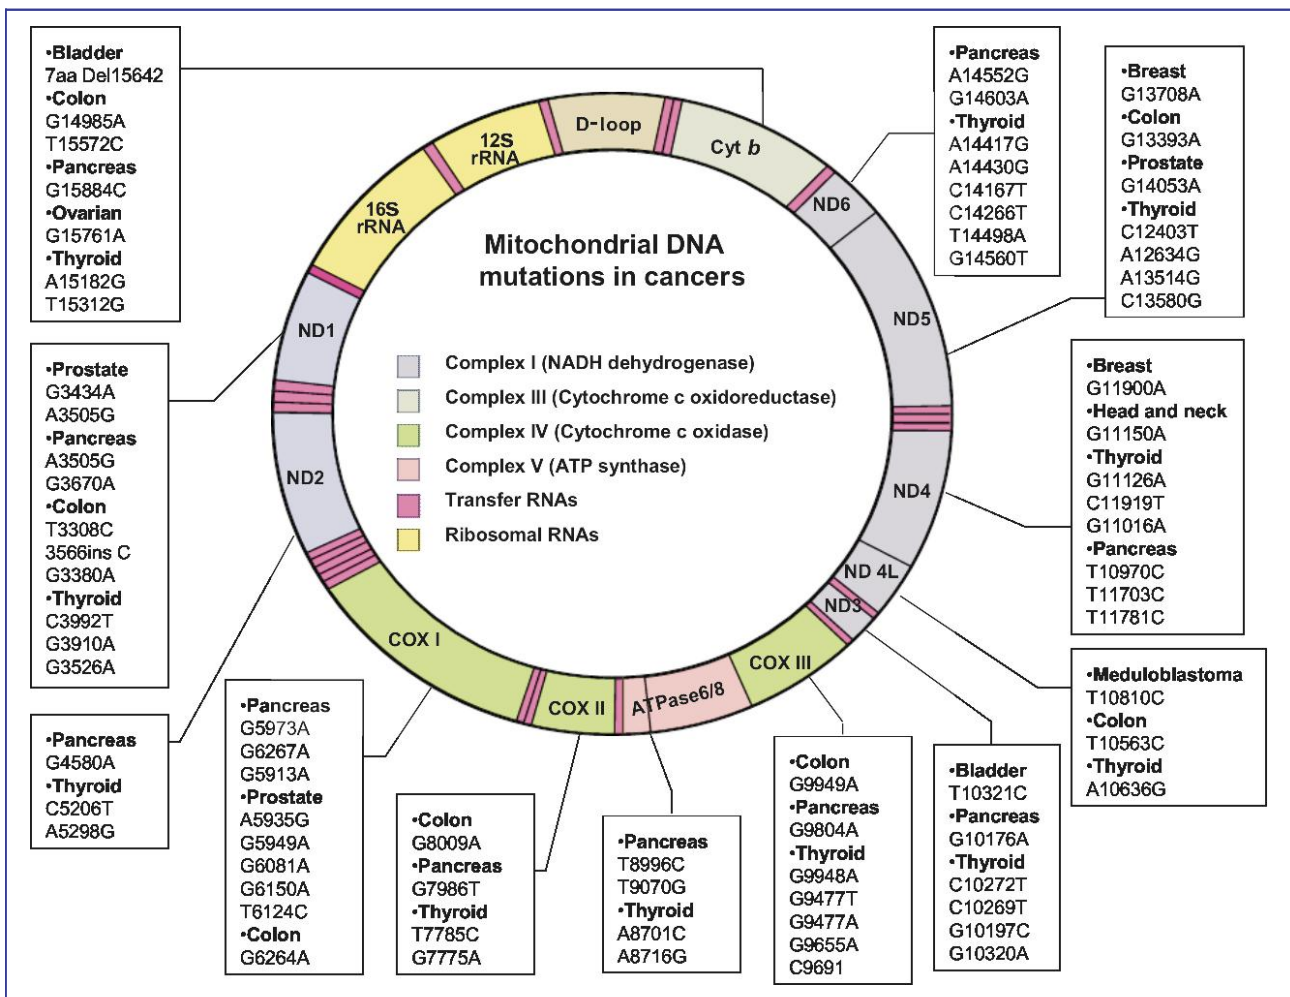 •Bladder
7aa Del15642
•Colon
G14985A
T15572C
•Pancreas
G15884C
•Ovarian
G15761A
•Thyroid
A15182G
T15312G
•Prostate
G3434A
A3505G
•Pancreas
A3505G
G3670A
•Colon
T3308C
3566ins C
G3380A
•Thyroid
C3992T
G3910A
G3526A
•Pancreas
G4580A
•Thyroid
C5206T
A5298G
•Pancreas
G5973A
G6267A
G5913A
•Prostate
A5935G
G5949A
G6081A
G6150A
T6124C
•Colon
G6264A
•Colon
G8009A
•Pancreas
G7986T
•Thyroid
T7785C
G7775A
•Pancreas
T8996C
T9070G
•Thyroid
A8701C
A8716G
•Colon
G9949A
•Pancreas
G9804A
•Thyroid
G9948A
G9477T
G9477A
G9655A
C9691
•Bladder
T10321C
•Pancreas
G10176A
•Thyroid
C10272T
C10269T
G10197C
G10320A
•Meduloblastoma
T10810C
•Colon
T10563C
•Thyroid
A10636G
•Breast
G11900A
•Head and neck
G11150A
•Thyroid
G11126A
C11919T
G11016A
•Pancreas
T10970C
T11703C
T11781C
•Breast
G13708A
•Colon
G13393A
•Prostate
G14053A
•Thyroid
C12403T
A12634G
A13514G
C13580G
•Pancreas
A14552G
G14603A
•Thyroid
A14417G
A14430G
C14167T
C14266T
T14498A
G14560T
D-loop
Cyt b
ND6
ND5
ND4
ND 4L
ND3
COX III
ATPase6/8
COX II
COX I
ND2
ND1
16S
rRNA
12S
rRNA
Mitochondrial DNA
mutations in cancers
Complex I (NADH dehydrogenase)
Complex III (Cytochrome c oxidoreductase)
Complex IV (Cytochrome c oxidase)
Complex V (ATP synthase)
Transfer RNAs
Ribosomal RNAs